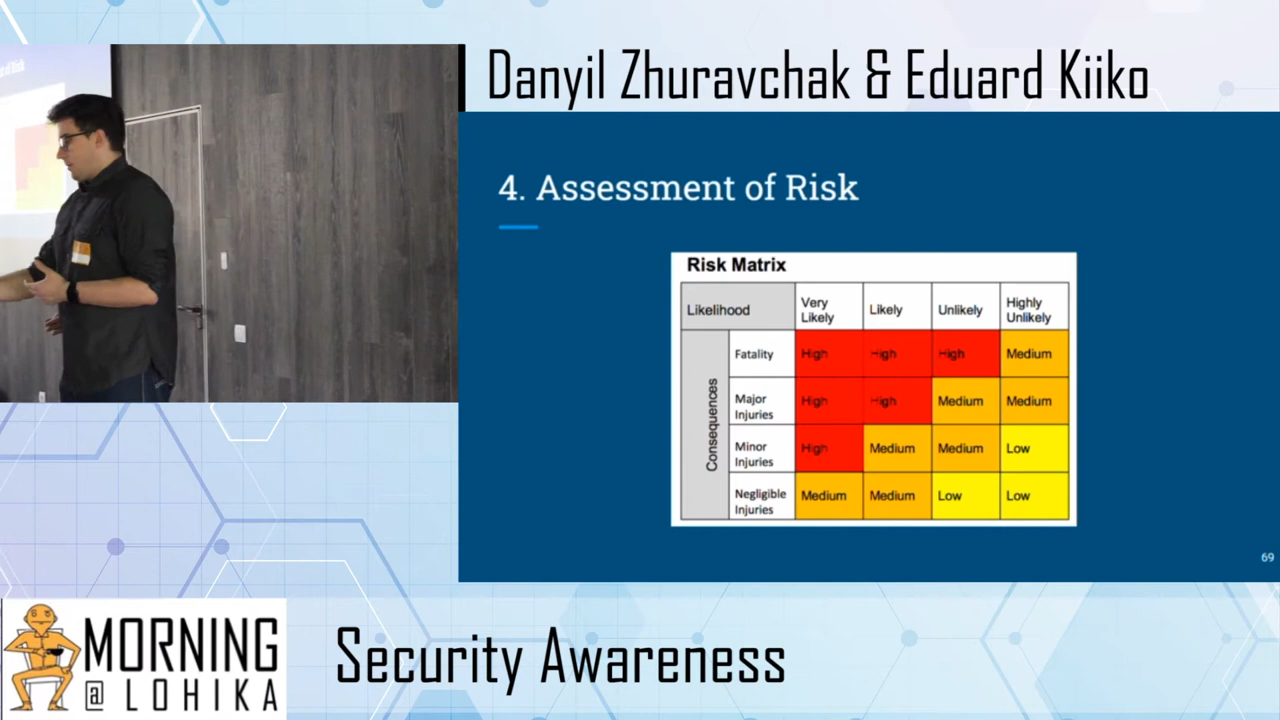 Danyil Zhuravchak & Eduard Kiiko
4. Assessment of Risk
Risk Matrix
Likelihood
Very
Likely
Likely
Unlikely
Highly
Unlikely
Consequences
Fatality
High
High
High
Medium
Major
Injuries
High
High
Medium
Medium
Minor
Injuries
High
Medium
Medium
Low
Negligible
Injuries
Medium
Medium
Low
Low
69
MORNING
@ LOHIKA
Security Awareness